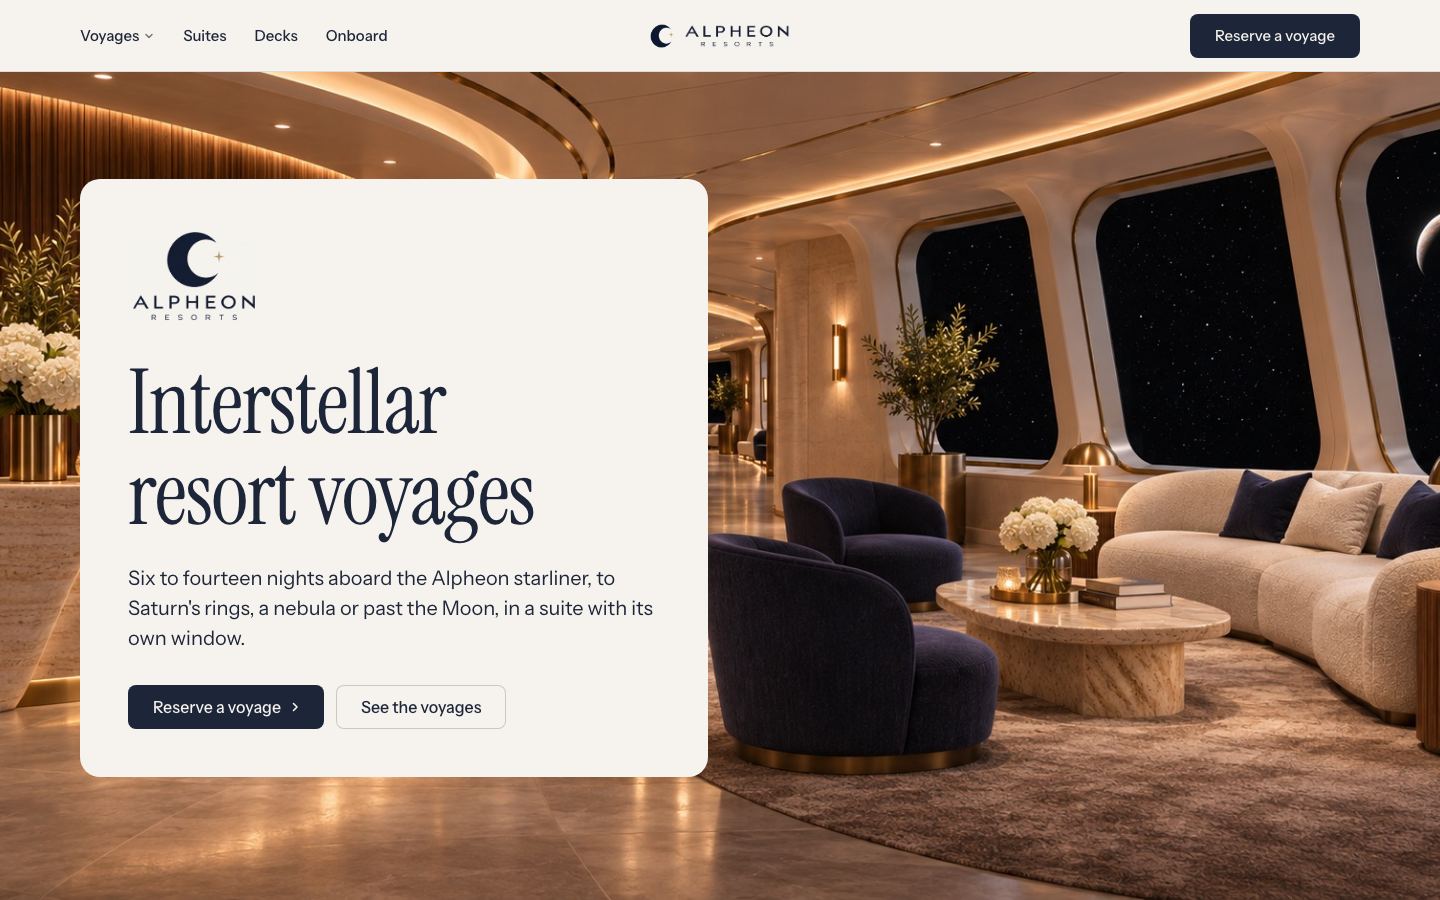 Voyages
Suites
Decks
Onboard
ALPHEON
RESORTS
Reserve a voyage
ALPHEON
RESORTS
Interstellar
resort voyages
Six to fourteen nights aboard the Alpheon starliner, to
Saturn's rings, a nebula or past the Moon, in a suite with its
own window.
Reserve a voyage
See the voyages